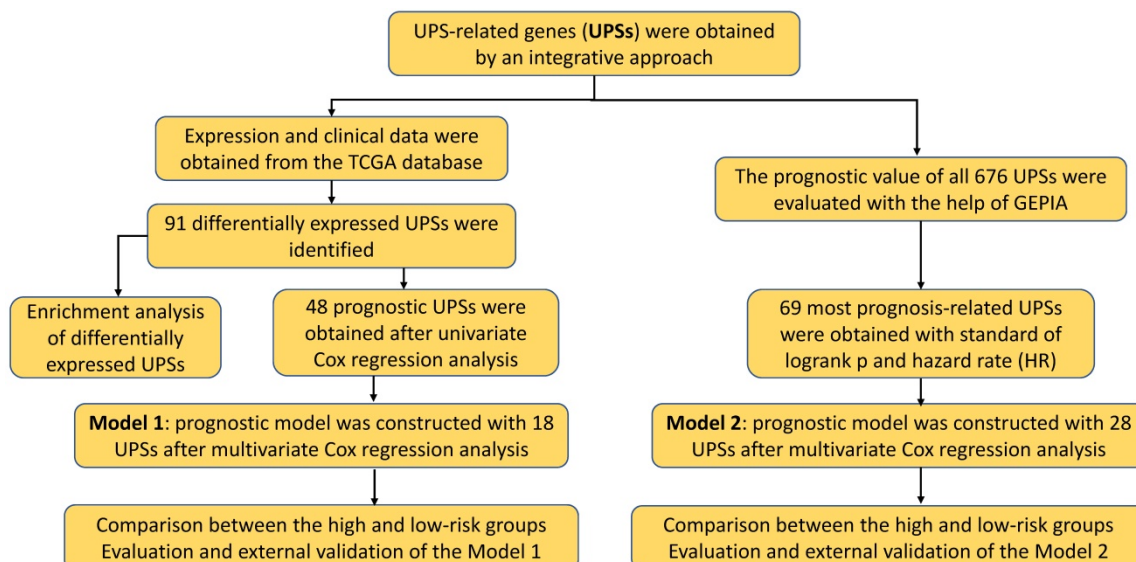 UPS-related genes (UPSs) were obtained
by an integrative approach
Expression and clinical data were
obtained from the TCGA database
The prognostic value of all 676 UPSs were
evaluated with the help of GEPIA
91 differentially expressed UPSs were
identified
Enrichment analysis
of differentially
expressed UPSs
48 prognostic UPSs were
obtained after univariate
Cox regression analysis
69 most prognosis-related UPSs
were obtained with standard of
logrank p and hazard rate (HR)
Model 1: prognostic model was constructed with 18
UPSs after multivariate Cox regression analysis
Model 2: prognostic model was constructed with 28
UPSs after multivariate Cox regression analysis
Comparison between the high and low-risk groups
Evaluation and external validation of the Model 1
Comparison between the high and low-risk groups
Evaluation and external validation of the Model 2